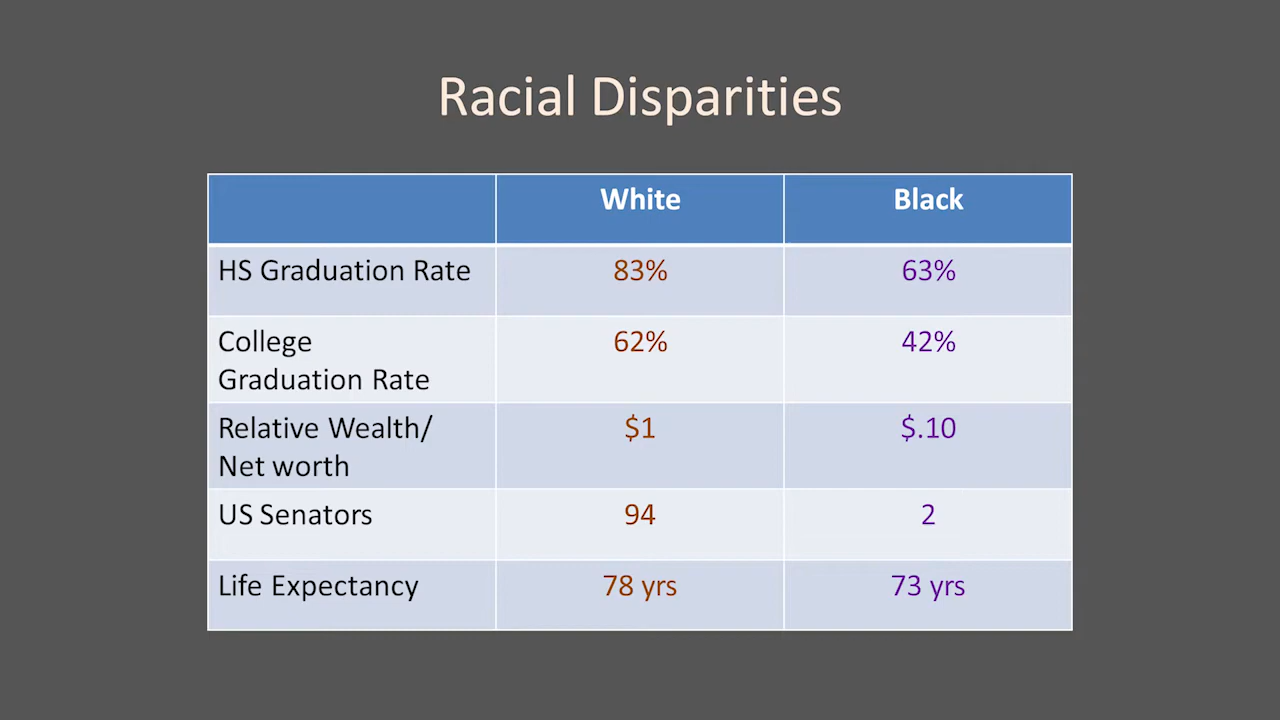 Racial Disparities
White Black
HS Graduation Rate 83% 63%
College
Graduation Rate 62% 42%
Relative Wealth/
Net worth $1 $.10
US Senators 94 2
Life Expectancy 78 yrs 73 yrs